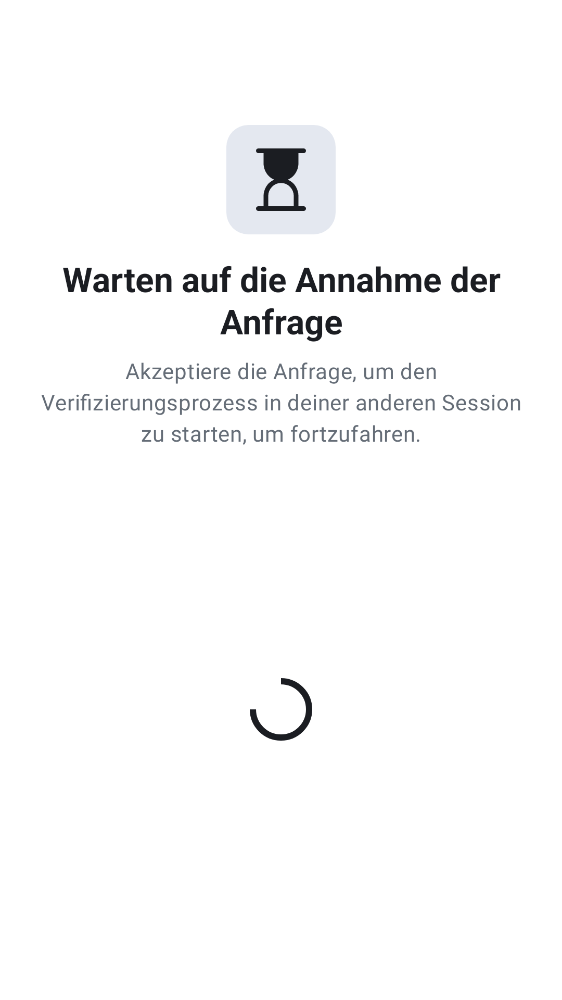 Warten auf die Annahme der
Anfrage
Akzeptiere die Anfrage, um den
Verifizierungsprozess in deiner anderen Session
zu starten, um fortzufahren.